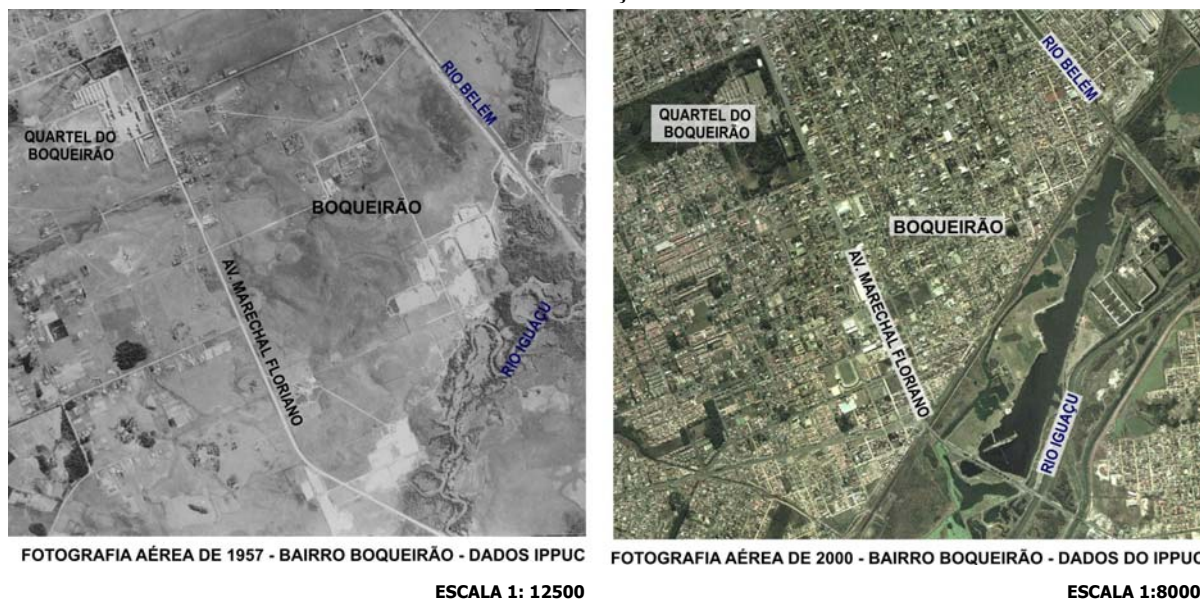 RIO BELÉM
QUARTEL DO
BOQUEIRÃO
BOQUEIRÃO
AV. MARECHAL FLORIANO
RIO IGUAÇU
FOTOGRAFIA AÉREA DE 1957 - BAIRRO BOQUEIRÃO - DADOS IPPUC
ESCALA 1: 12500
RIO BELÉM
QUARTEL DO
BOQUEIRÃO
BOQUEIRÃO
AV. MARECHAL FLORIANO
RIO IGUAÇU
FOTOGRAFIA AÉREA DE 2000 - BAIRRO BOQUEIRÃO - DADOS DO IPPUC
ESCALA 1:8000